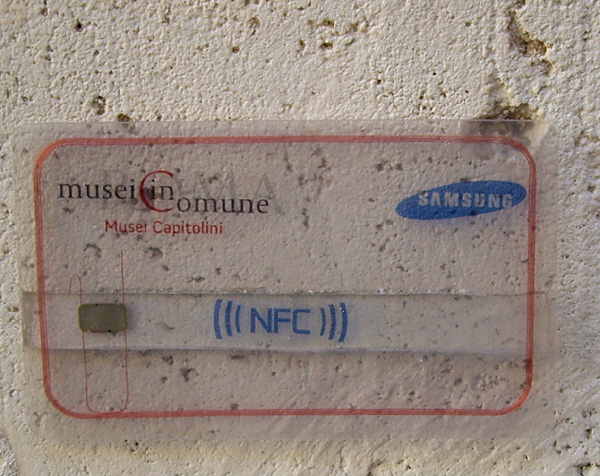 musei in Comune
Musei Capitolini
SAMSUNG
NFC